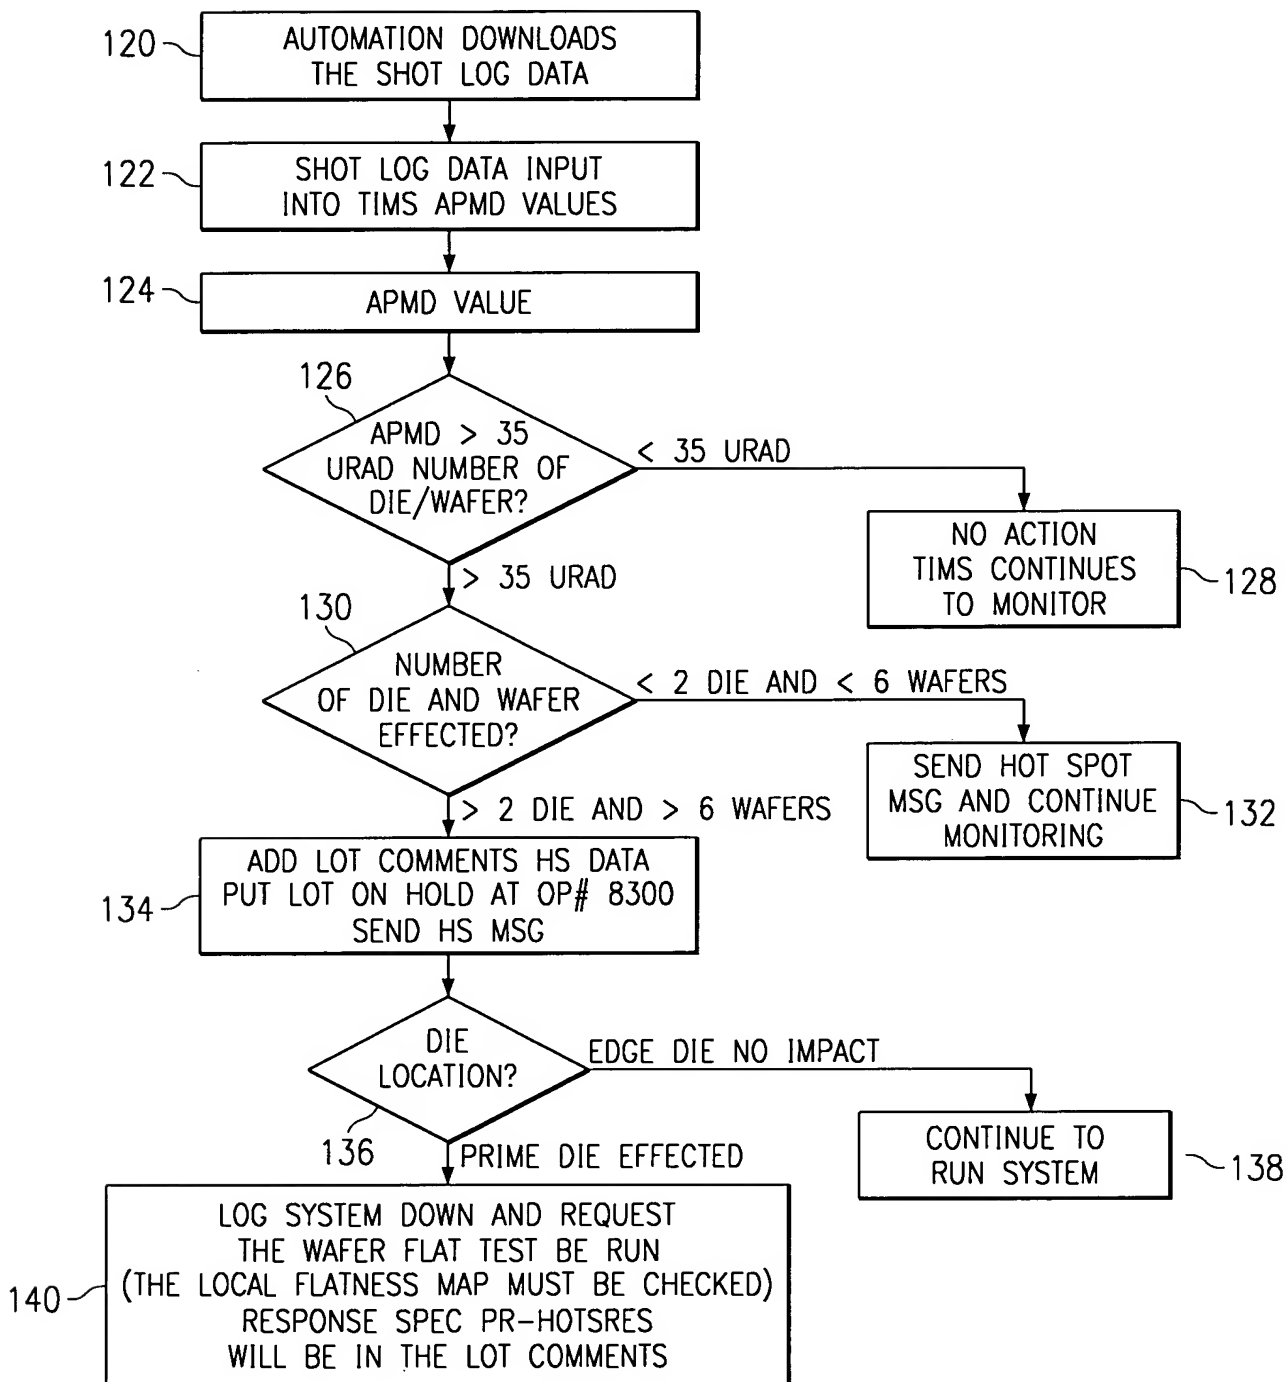 120
AUTOMATION DOWNLOADS
THE SHOT LOG DATA
122
SHOT LOG DATA INPUT
INTO TIMS APMD VALUES
124
APMD VALUE
126
APMD > 35
URAD NUMBER OF
DIE/WAFER?
< 35 URAD
NO ACTION
TIMS CONTINUES
TO MONITOR
128
> 35 URAD
130
NUMBER
OF DIE AND WAFER
EFFECTED?
< 2 DIE AND < 6 WAFERS
SEND HOT SPOT
MSG AND CONTINUE
MONITORING
132
> 2 DIE AND > 6 WAFERS
134
ADD LOT COMMENTS HS DATA
PUT LOT ON HOLD AT OP# 8300
SEND HS MSG
DIE
LOCATION?
136
EDGE DIE NO IMPACT
CONTINUE TO
RUN SYSTEM
138
PRIME DIE EFFECTED
140
LOG SYSTEM DOWN AND REQUEST
THE WAFER FLAT TEST BE RUN
(THE LOCAL FLATNESS MAP MUST BE CHECKED)
RESPONSE SPEC PR-HOTSRES
WILL BE IN THE LOT COMMENTS